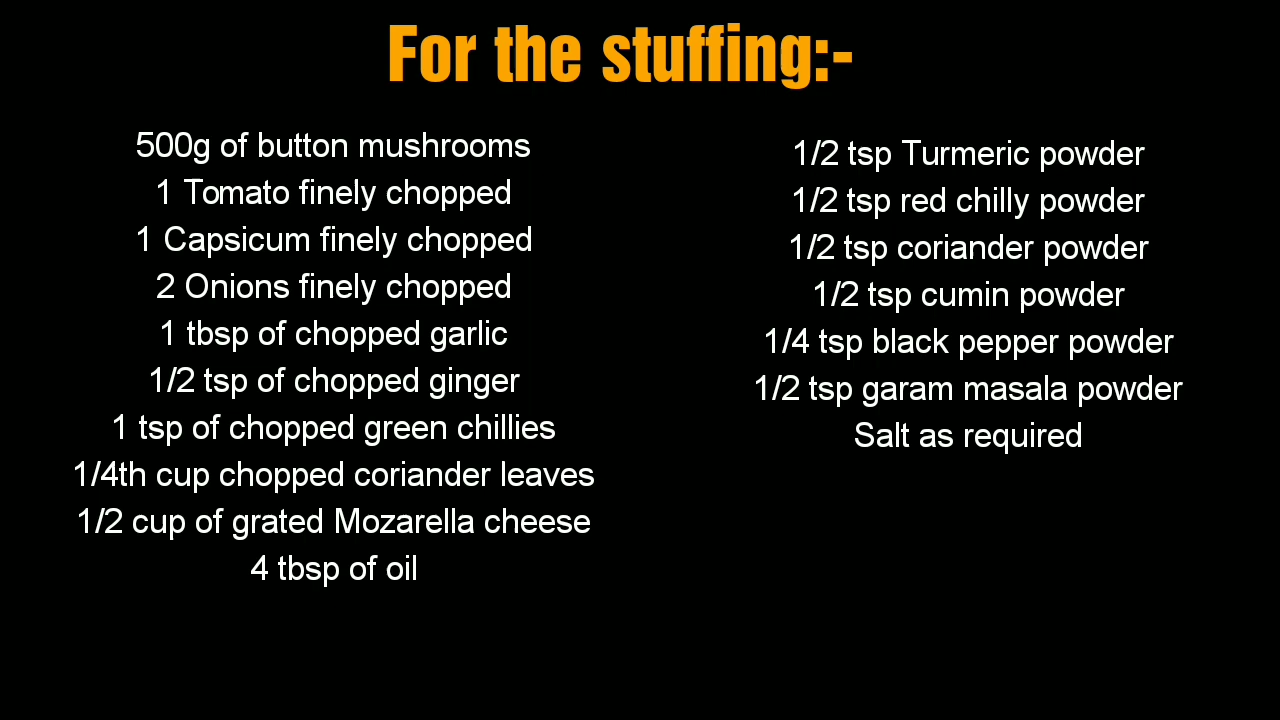 For the stuffing:-
500g of button mushrooms
1 Tomato finely chopped
1 Capsicum finely chopped
2 Onions finely chopped
1 tbsp of chopped garlic
1/2 tsp of chopped ginger
1 tsp of chopped green chillies
1/4th cup chopped coriander leaves
1/2 cup of grated Mozarella cheese
4 tbsp of oil
1/2 tsp Turmeric powder
1/2 tsp red chilly powder
1/2 tsp coriander powder
1/2 tsp cumin powder
1/4 tsp black pepper powder
1/2 tsp garam masala powder
Salt as required